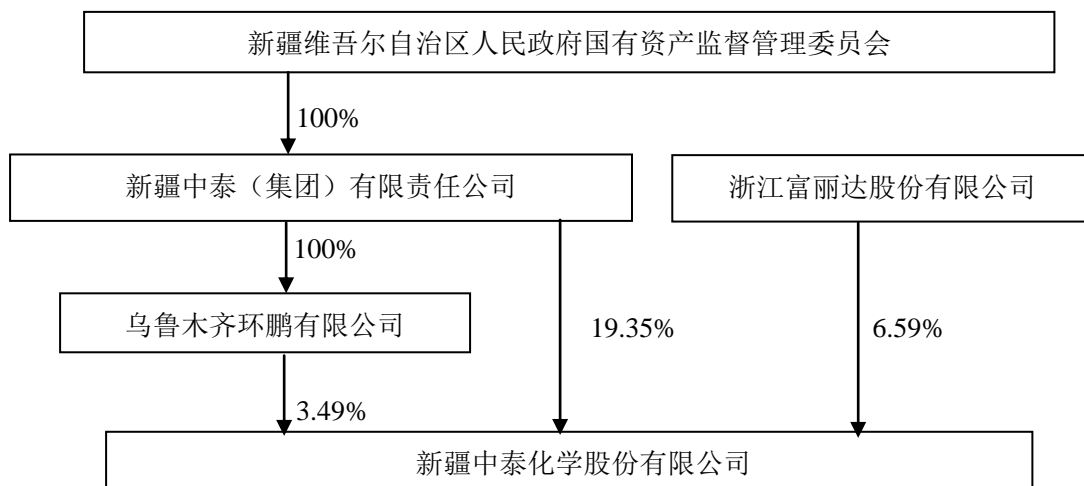 新疆维吾尔自治区人民政府国有资产监督管理委员会
100%
新疆中泰（集团）有限责任公司
浙江富丽达股份有限公司
100%
乌鲁木齐环鹏有限公司
19.35%
6.59%
3.49%
新疆中泰化学股份有限公司